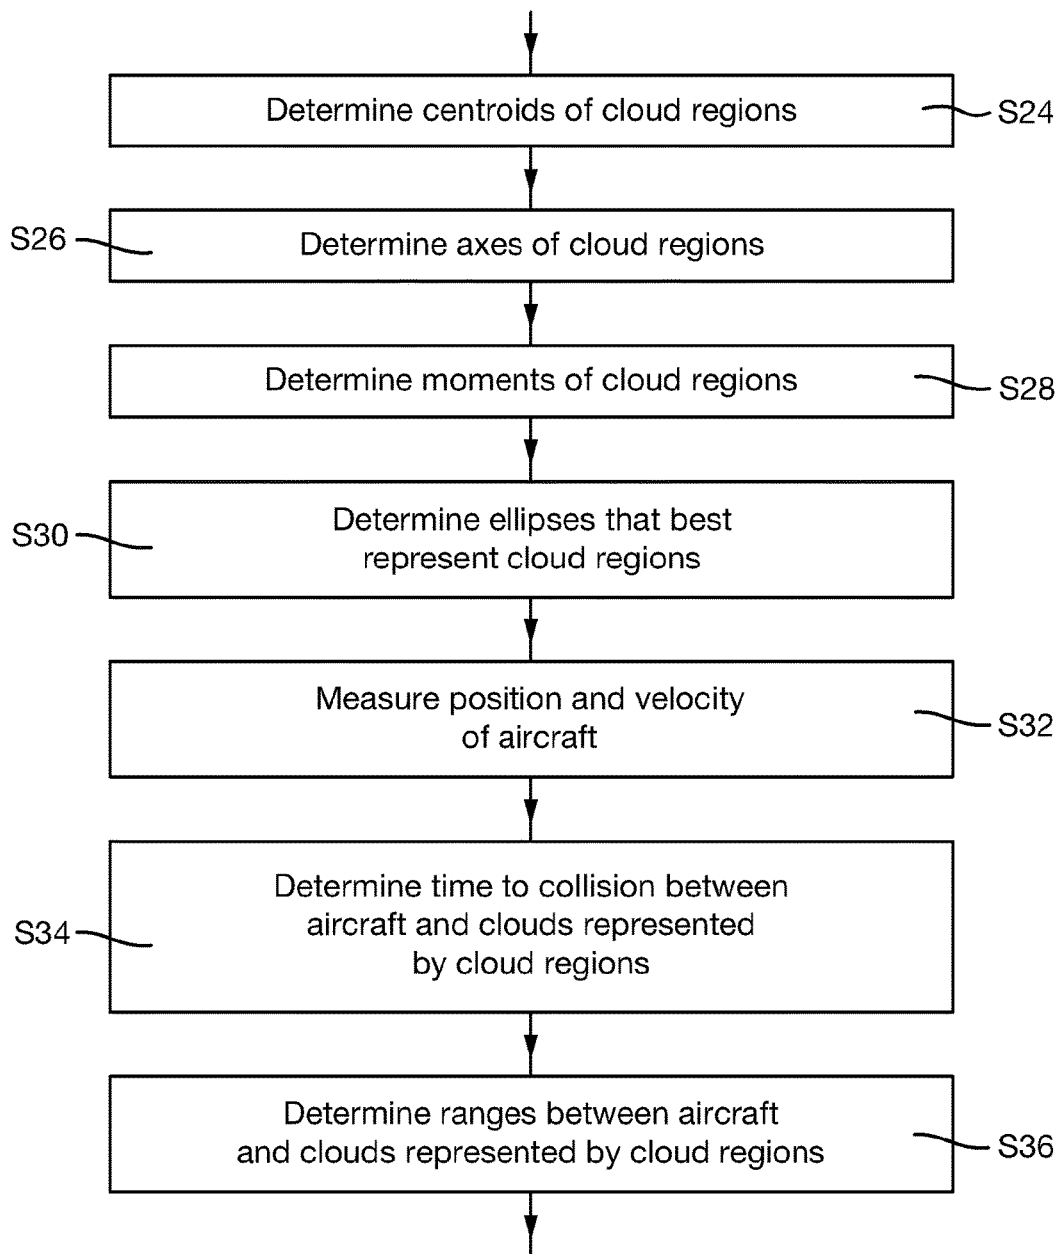 Determine centroids of cloud regions
S24
S26
Determine axes of cloud regions
Determine moments of cloud regions
S28
S30
Determine ellipses that best
represent cloud regions
Measure position and velocity
of aircraft
S32
S34
Determine time to collision between
aircraft and clouds represented
by cloud regions
Determine ranges between aircraft
and clouds represented by cloud regions
S36